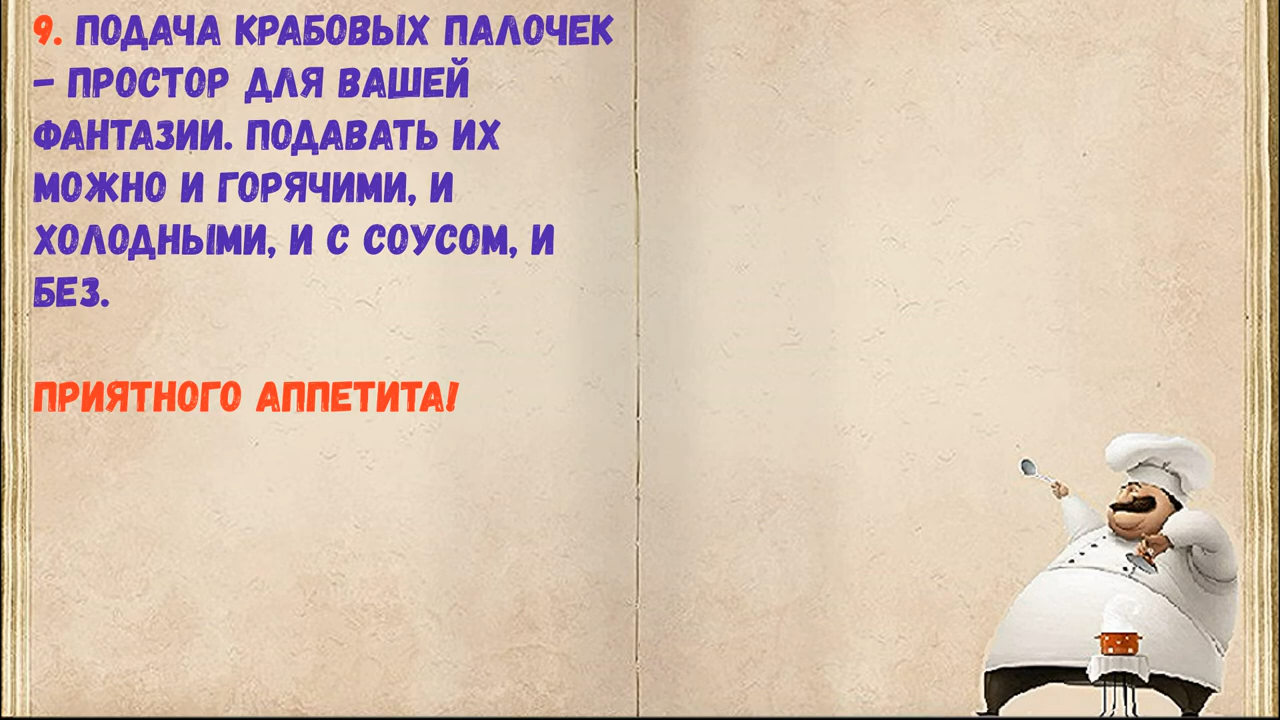 9. ПОДАЧА КРАБОВЫХ ПАЛОЧЕК
– ПРОСТОР ДЛЯ ВАШЕЙ
ФАНТАЗИИ. ПОДАВАТЬ ИХ
МОЖНО И ГОРЯЧИМИ, И
ХОЛОДНЫМИ, И С СОУСОМ, И
БЕЗ.
ПРИЯТНОГО АППЕТИТА!